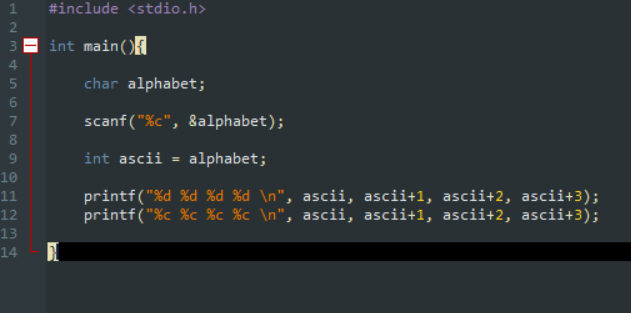 1 #include <stdio.h>
2
3 int main(){
4
5 char alphabet;
6
7 scanf("%c", &alphabet);
8
9 int ascii = alphabet;
10
11 printf("%d %d %d %d \n", ascii, ascii+1, ascii+2, ascii+3);
12 printf("%c %c %c %c \n", ascii, ascii+1, ascii+2, ascii+3);
13
14 }